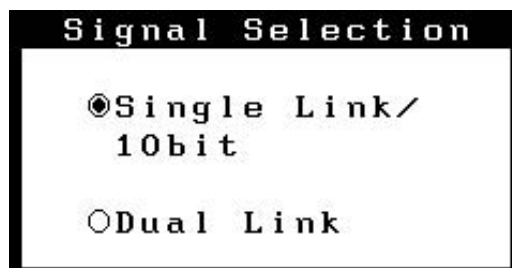 Signal Selection
◉Single Link/
10bit
○Dual Link